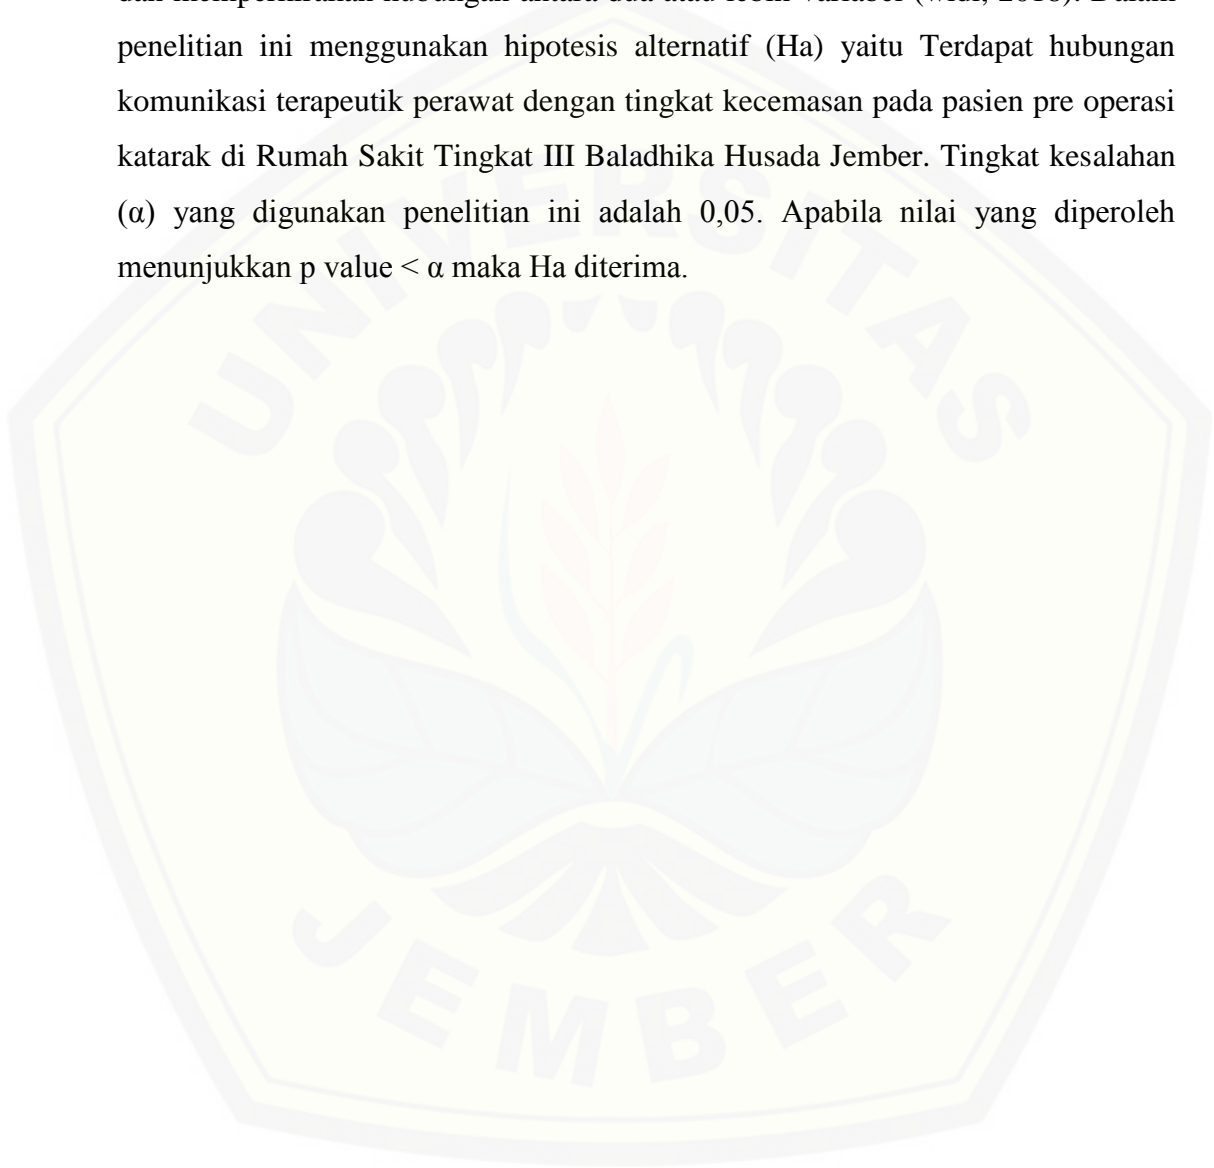 penelitian ini menggunakan hipotesis alternatif (Ha) yaitu Terdapat hubungan
komunikasi terapeutik perawat dengan tingkat kecemasan pada pasien pre operasi
katarak di Rumah Sakit Tingkat III Baladhika Husada Jember. Tingkat kesalahan
(α) yang digunakan penelitian ini adalah 0,05. Apabila nilai yang diperoleh
menunjukkan p value < α maka Ha diterima.
UNIVERSITAS
JEMBER